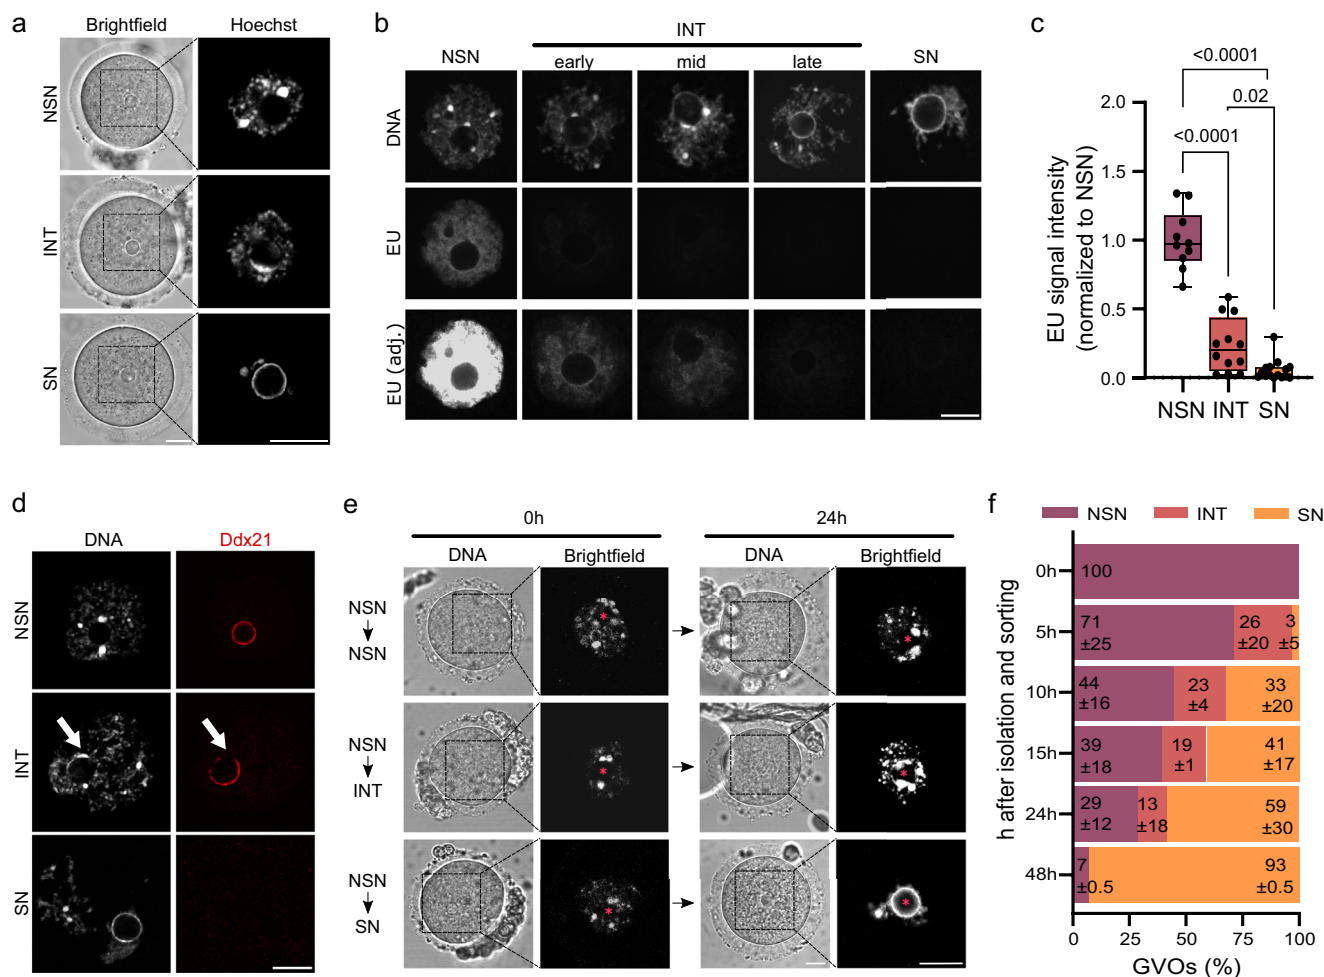 a
Brightfield Hoechst
NSN
INT
SN
b
INT
NSN early mid late SN
DNA
EU
EU (adj.)
c
<0.0001
0.02
<0.0001
EU signal intensity
(normalized to NSN)
2.0
1.5
1.0
0.5
0.0
NSN INT SN
d
DNA Ddx21
NSN
INT
SN
e
0h 24h
DNA Brightfield DNA Brightfield
NSN
NSN
*
*
NSN
INT
*
*
NSN
SN
*
*
f
NSN INT SN
h after isolation and sorting
0h 100
5h 71 ±25 26 ±20 3 ±5
10h 44 ±16 23 ±4 33 ±20
15h 39 ±18 19 ±1 41 ±17
24h 29 ±12 13 ±18 59 ±30
48h 7 ±0.5 93 ±0.5
0 25 50 75 100
GVOs (%)